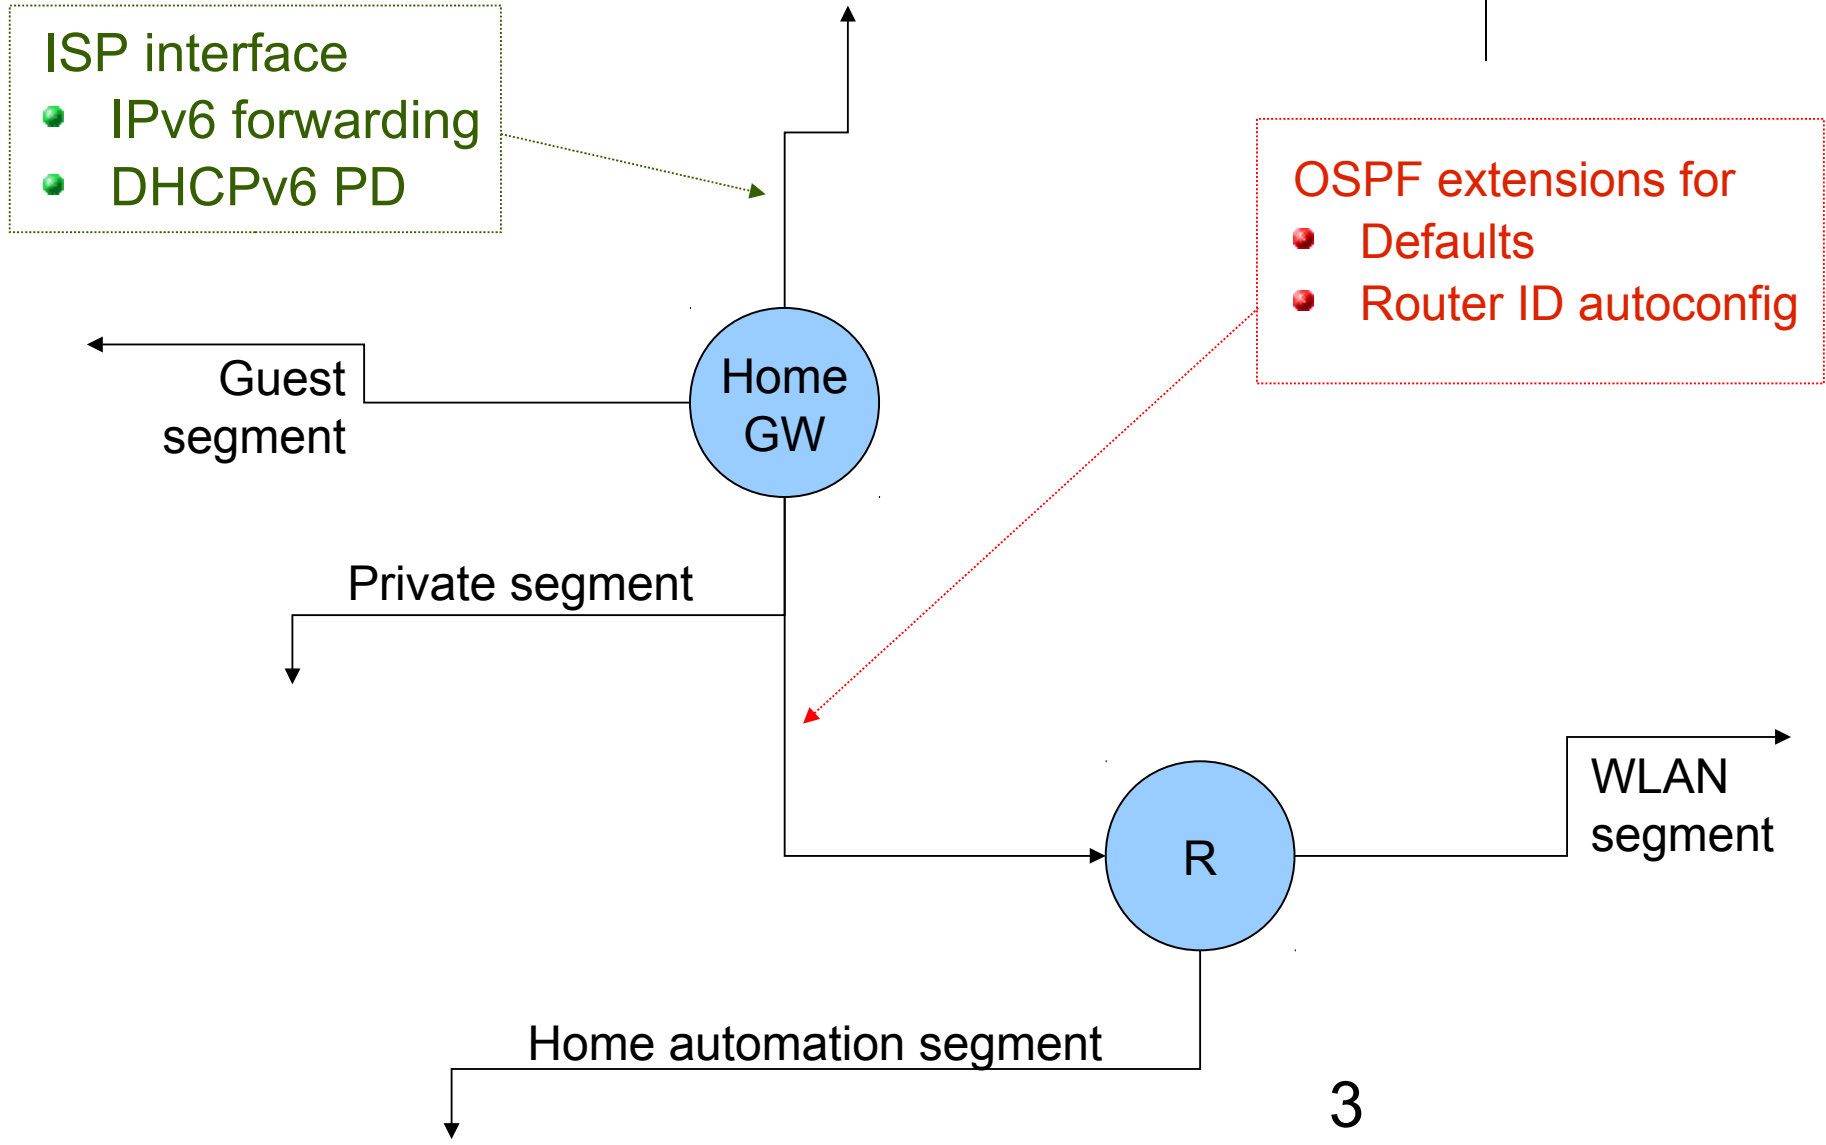 ISP interface
IPv6 forwarding
DHCPv6 PD
OSPF extensions for
Defaults
Router ID autoconfig
Guest
segment
Home
GW
Private segment
WLAN
segment
R
Home automation segment
3